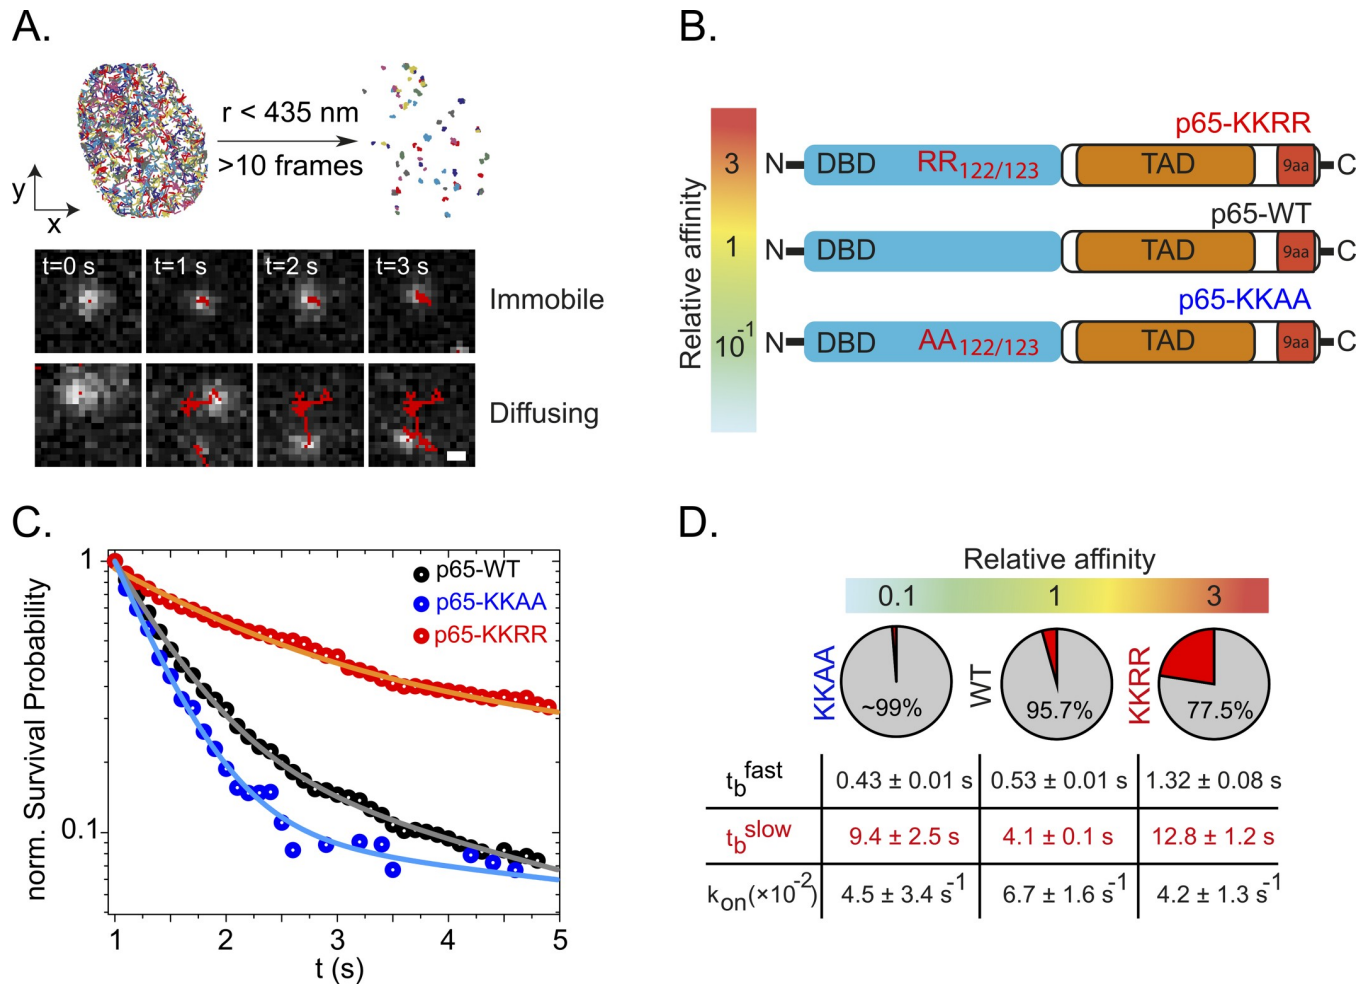 A.
r < 435 nm
>10 frames
y
x
t=0 s t=1 s t=2 s t=3 s
Immobile
Diffusing
B.
Relative affinity
3
1
10-1
p65-KKRR
N DBD RR122/123 TAD 9aa C
p65-WT
N DBD TAD 9aa C
p65-KKAA
N DBD AA122/123 TAD 9aa C
C.
norm. Survival Probability
1
0.1
p65-WT
p65-KKAA
p65-KKRR
1 2 3 4 5
t (s)
D.
Relative affinity
0.1 1 3
KKAA WT KKRR
~99% 95.7% 77.5%
tb fast 0.43 ± 0.01 s 0.53 ± 0.01 s 1.32 ± 0.08 s
tb slow 9.4 ± 2.5 s 4.1 ± 0.1 s 12.8 ± 1.2 s
kon(×10-2) 4.5 ± 3.4 s-1 6.7 ± 1.6 s-1 4.2 ± 1.3 s-1